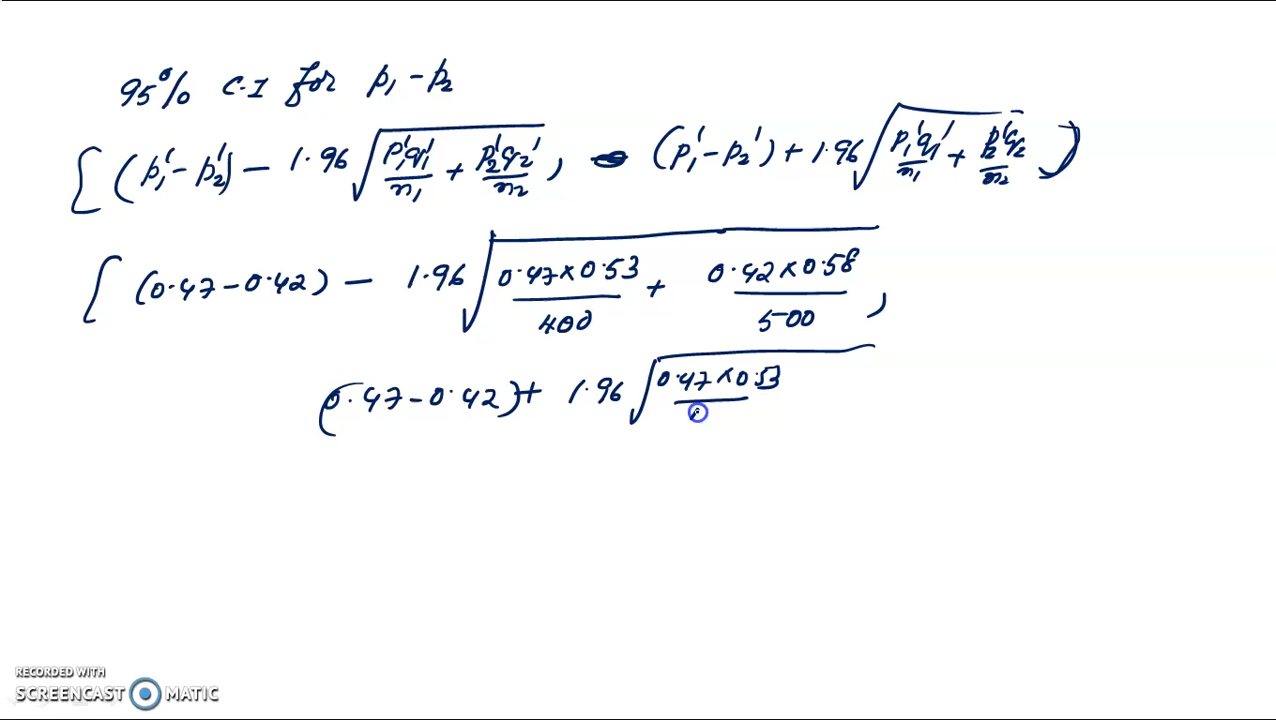 95% C.I for p₁ - p₂
[(p₁' - p₂') - 1.96 √(p₁'q₁'/n₁ + p₂'q₂'/n₂), (p₁' - p₂') + 1.96 √(p₁'q₁'/n₁ + p₂'q₂/n₂)]
[(0.47 - 0.42) - 1.96 √(0.47 × 0.53/400 + 0.42 × 0.58/500),
(0.47 - 0.42) + 1.96 √(0.47 × 0.53
RECORDED WITH
SCREENCAST MATIC